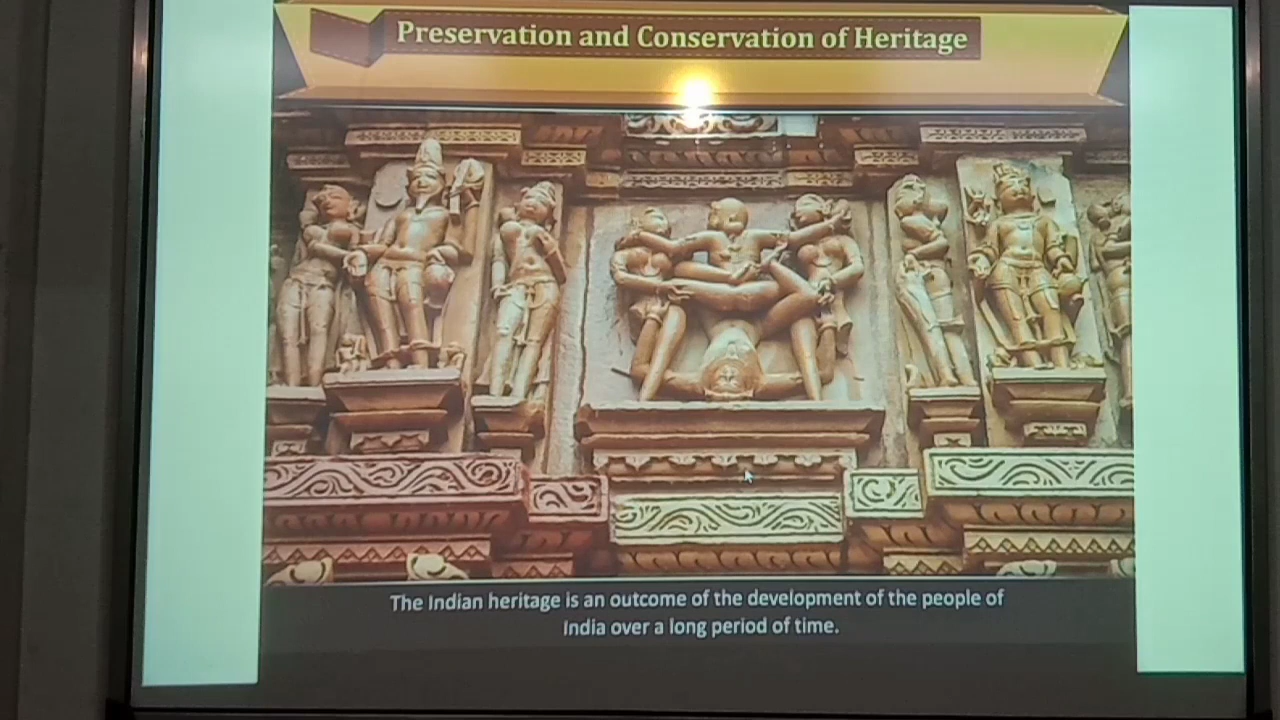 Preservation and Conservation of Heritage
The Indian heritage is an outcome of the development of the people of
India over a long period of time.